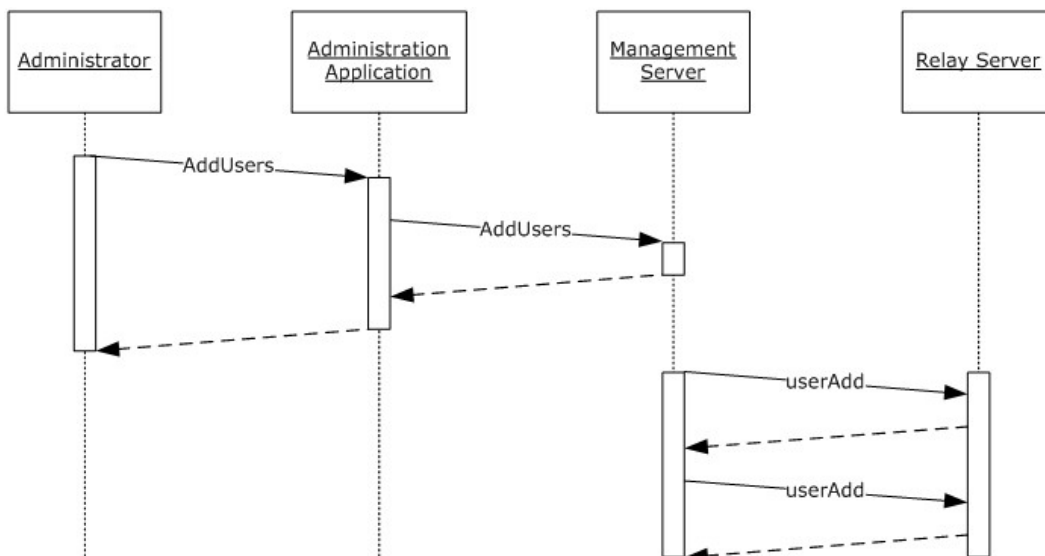 Administrator
Administration
Application
Management
Server
Relay Server
AddUsers
AddUsers
userAdd
userAdd